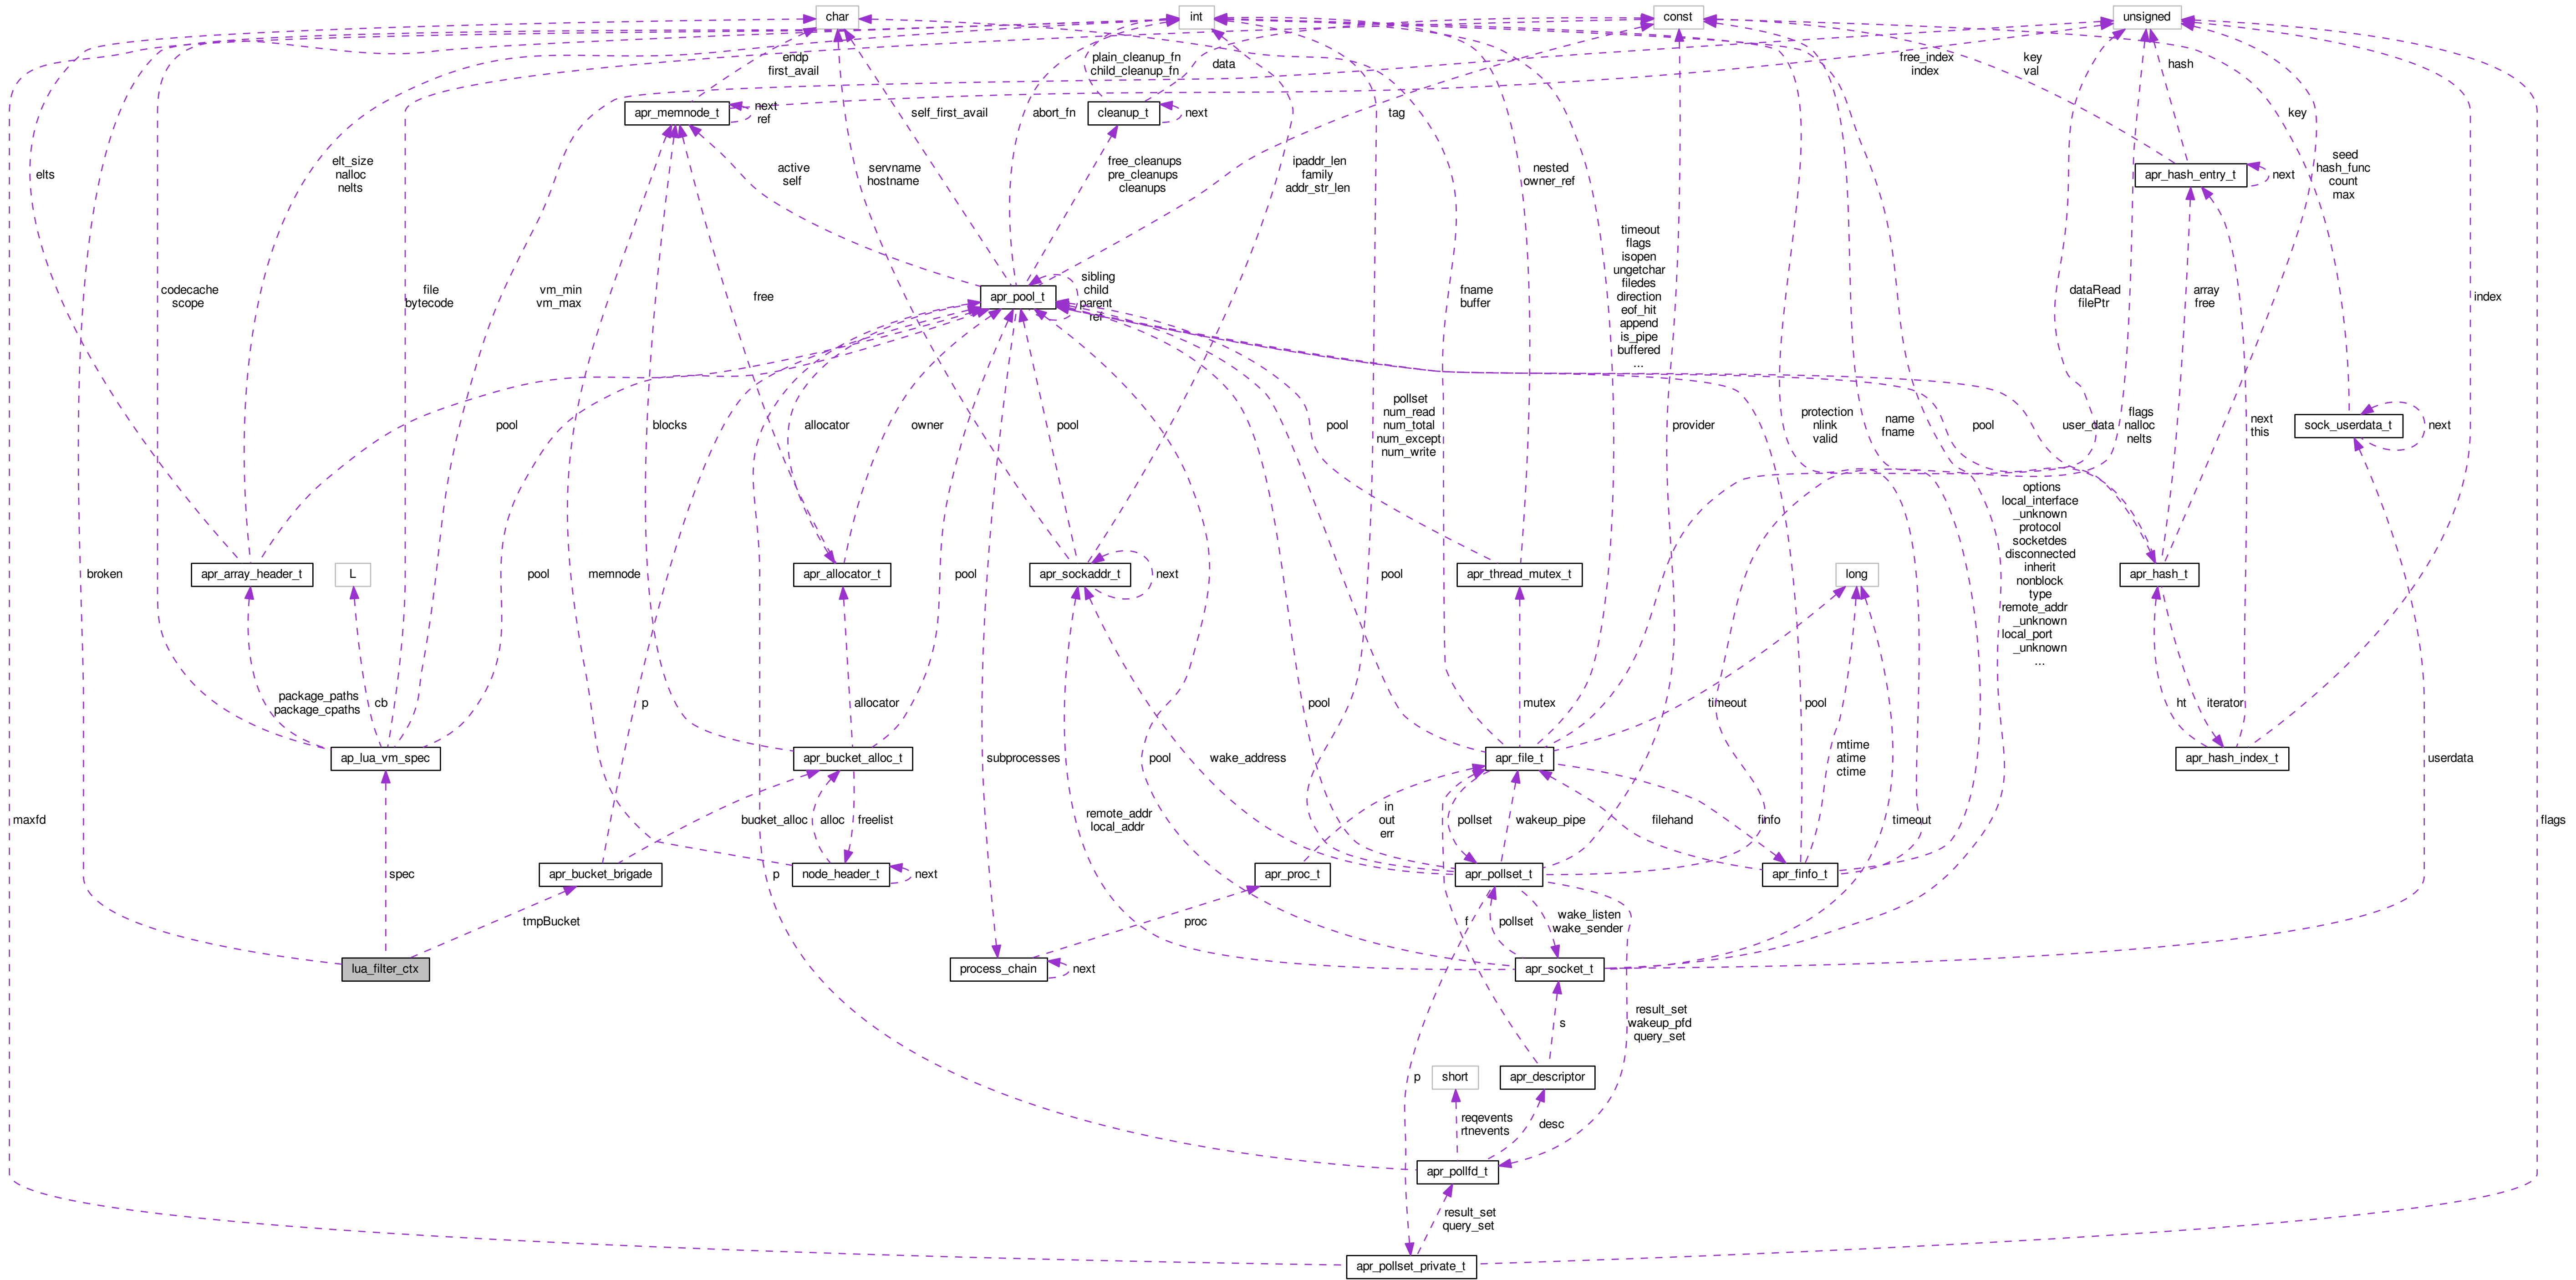 char
int
const
unsigned
endp
first_avail
plain_cleanup_fn
child_cleanup_fn
data
free_index
index
key
val
hash
apr_memnode_t
next
ref
self_first_avail
abort_fn
cleanup_t
next
tag
key
elts
elt_size
nalloc
nelts
active
self
free_cleanups
pre_cleanups
cleanups
servname
hostname
ipaddr_len
family
addr_str_len
nested
owner_ref
apr_hash_entry_t
next
seed
hash_func
count
max
codecache
scope
file
bytecode
vm_min
vm_max
free
apr_pool_t
sibling
child
parent
ref
fname
buffer
timeout
flags
isopen
ungetchar
filedes
direction
eof_hit
append
is_pipe
buffered
...
dataRead
filePtr
array
free
index
pool
blocks
allocator
owner
pool
pool
pollset
num_read
num_total
num_except
num_write
provider
protection
nlink
valid
name
fname
pool
user_data
flags
nalloc
nelts
next
this
sock_userdata_t
next
broken
apr_array_header_t
L
pool
memnode
apr_allocator_t
pool
apr_sockaddr_t
next
pool
apr_thread_mutex_t
long
options
local_interface
_unknown
protocol
socketdes
disconnected
inherit
nonblock
type
remote_addr
_unknown
local_port
_unknown
...
apr_hash_t
package_paths
package_cpaths
cb
p
allocator
pool
mutex
timeout
pool
ht
iterator
ap_lua_vm_spec
apr_bucket_alloc_t
subprocesses
pool
wake_address
apr_file_t
mtime
atime
ctime
apr_hash_index_t
userdata
maxfd
bucket_alloc
alloc
freelist
remote_addr
local_addr
in
out
err
pollset
wakeup_pipe
filehand
finfo
timeout
flags
spec
apr_bucket_brigade
p
node_header_t
next
apr_proc_t
apr_pollset_t
apr_finfo_t
tmpBucket
proc
f
pollset
wake_listen
wake_sender
lua_filter_ctx
process_chain
next
apr_socket_t
s
result_set
wakeup_pfd
query_set
p
short
apr_descriptor
reqevents
rtnevents
desc
apr_pollfd_t
result_set
query_set
apr_pollset_private_t